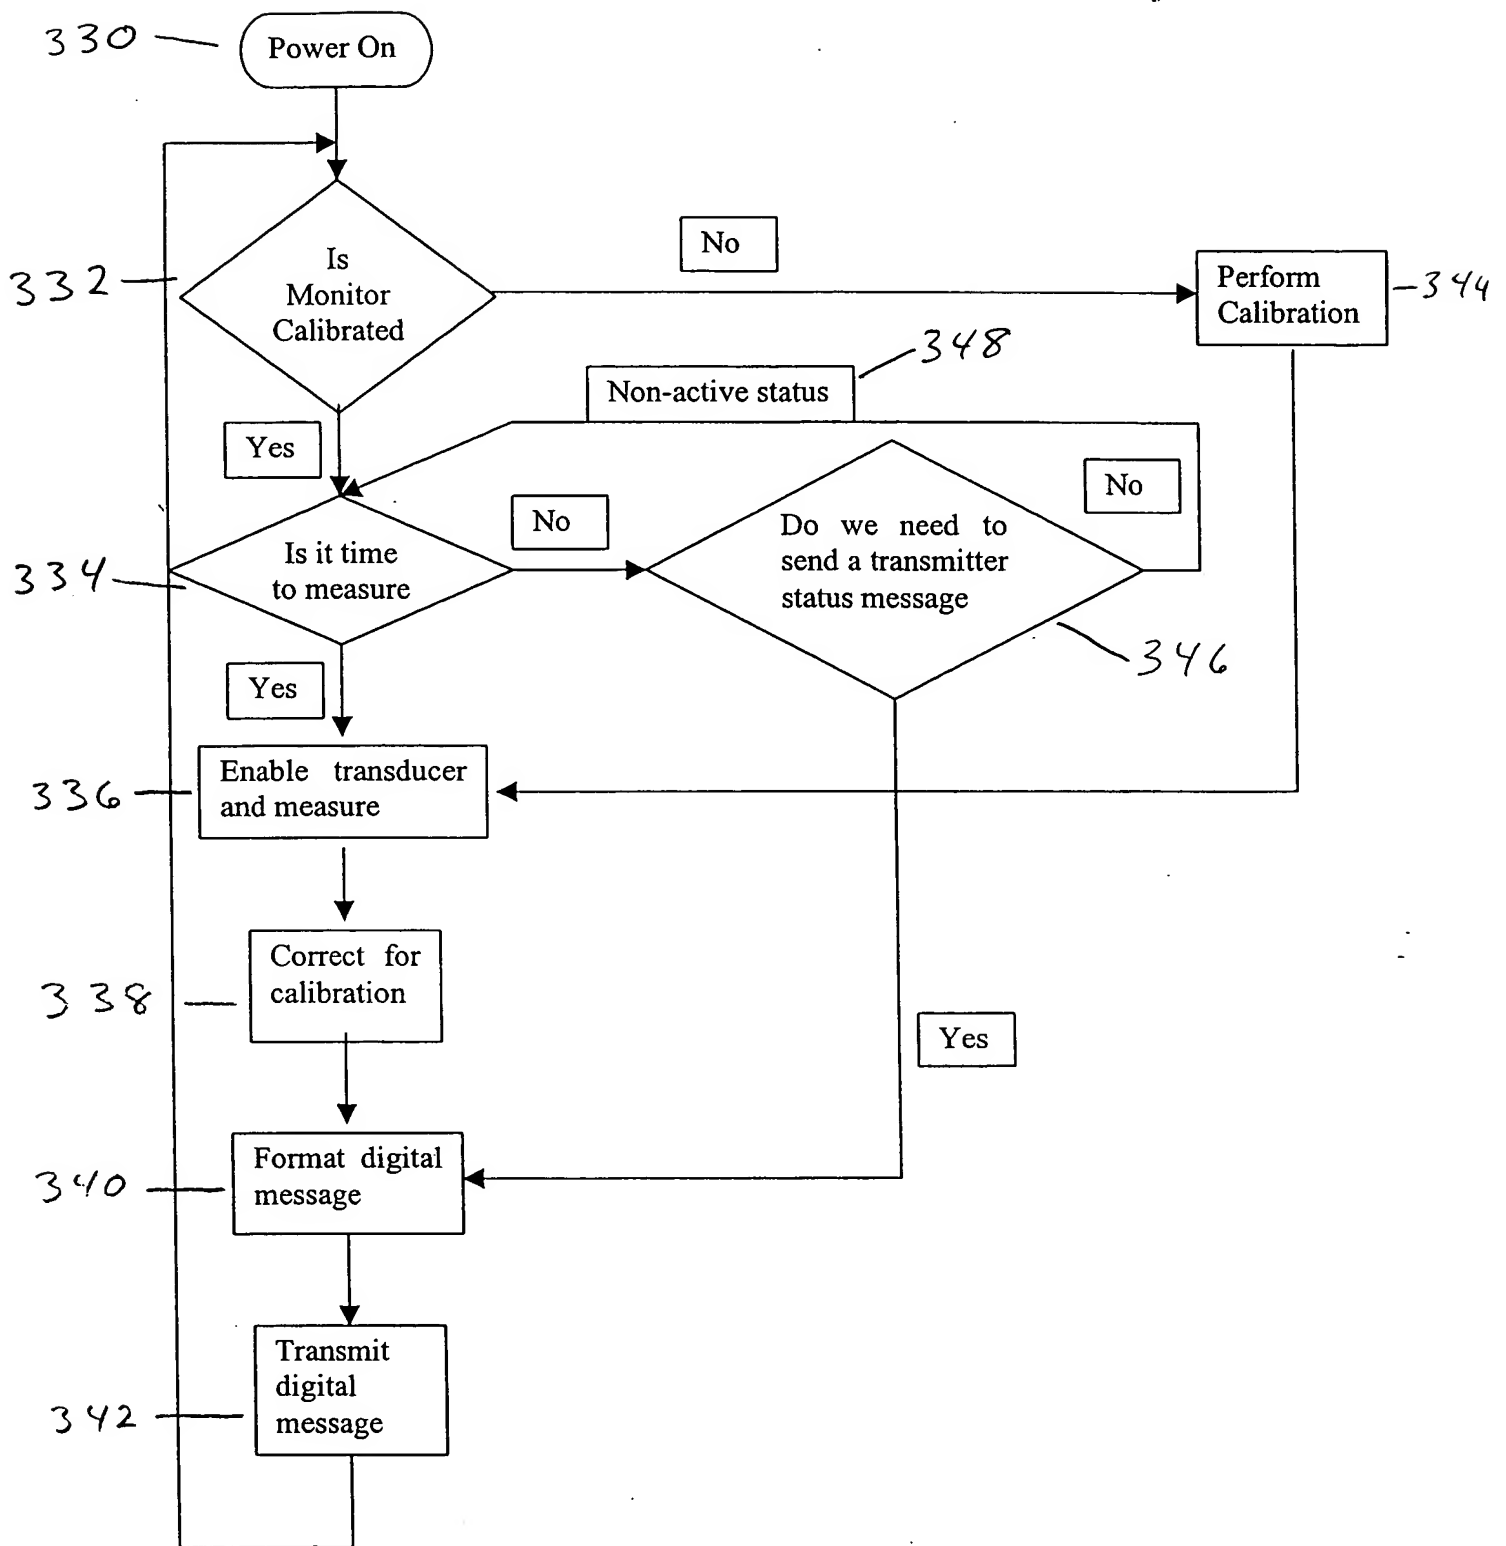 330
Power On
No
332
Is
Monitor
Calibrated
Perform
Calibration
344
348
Non-active status
Yes
No
No
334
Is it time
to measure
Do we need to
send a transmitter
status message
346
Yes
336
Enable transducer
and measure
338
Correct for
calibration
Yes
340
Format digital
message
342
Transmit
digital
message